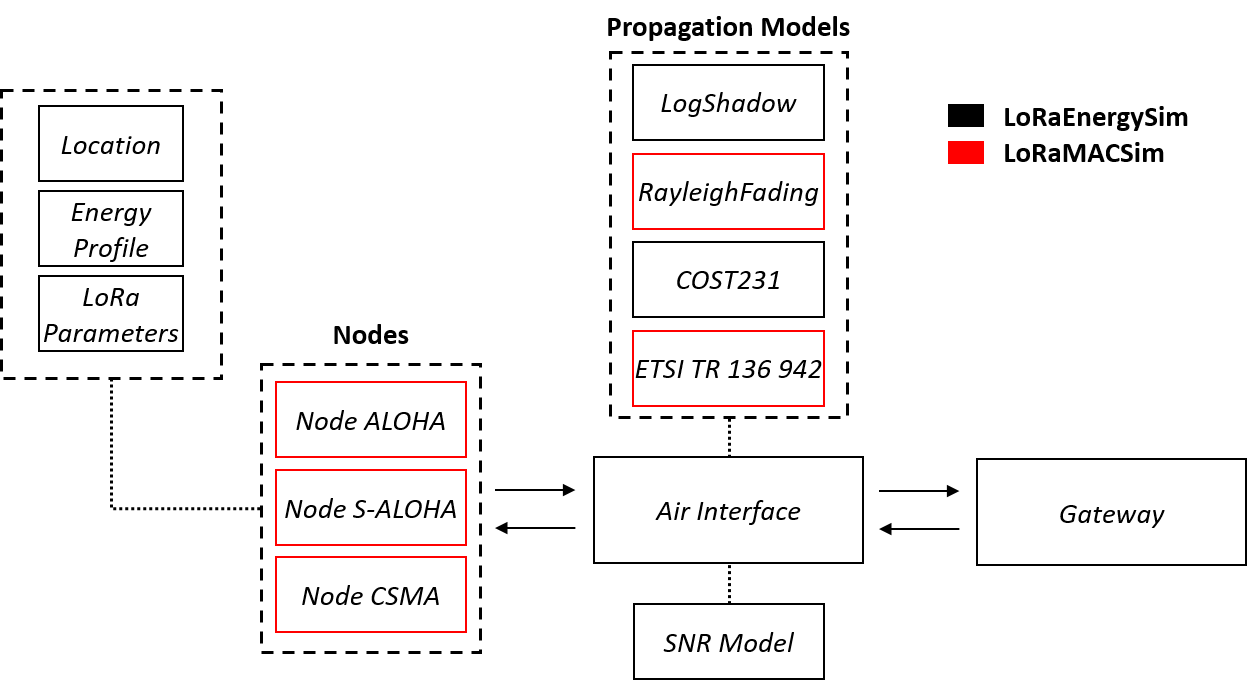 Propagation Models
LogShadow
RayleighFading
COST231
ETSI TR 136 942
LoRaEnergySim
LoRaMACSim
Location
Energy
Profile
LoRa
Parameters
Nodes
Node ALOHA
Node S-ALOHA
Node CSMA
Air Interface
Gateway
SNR Model